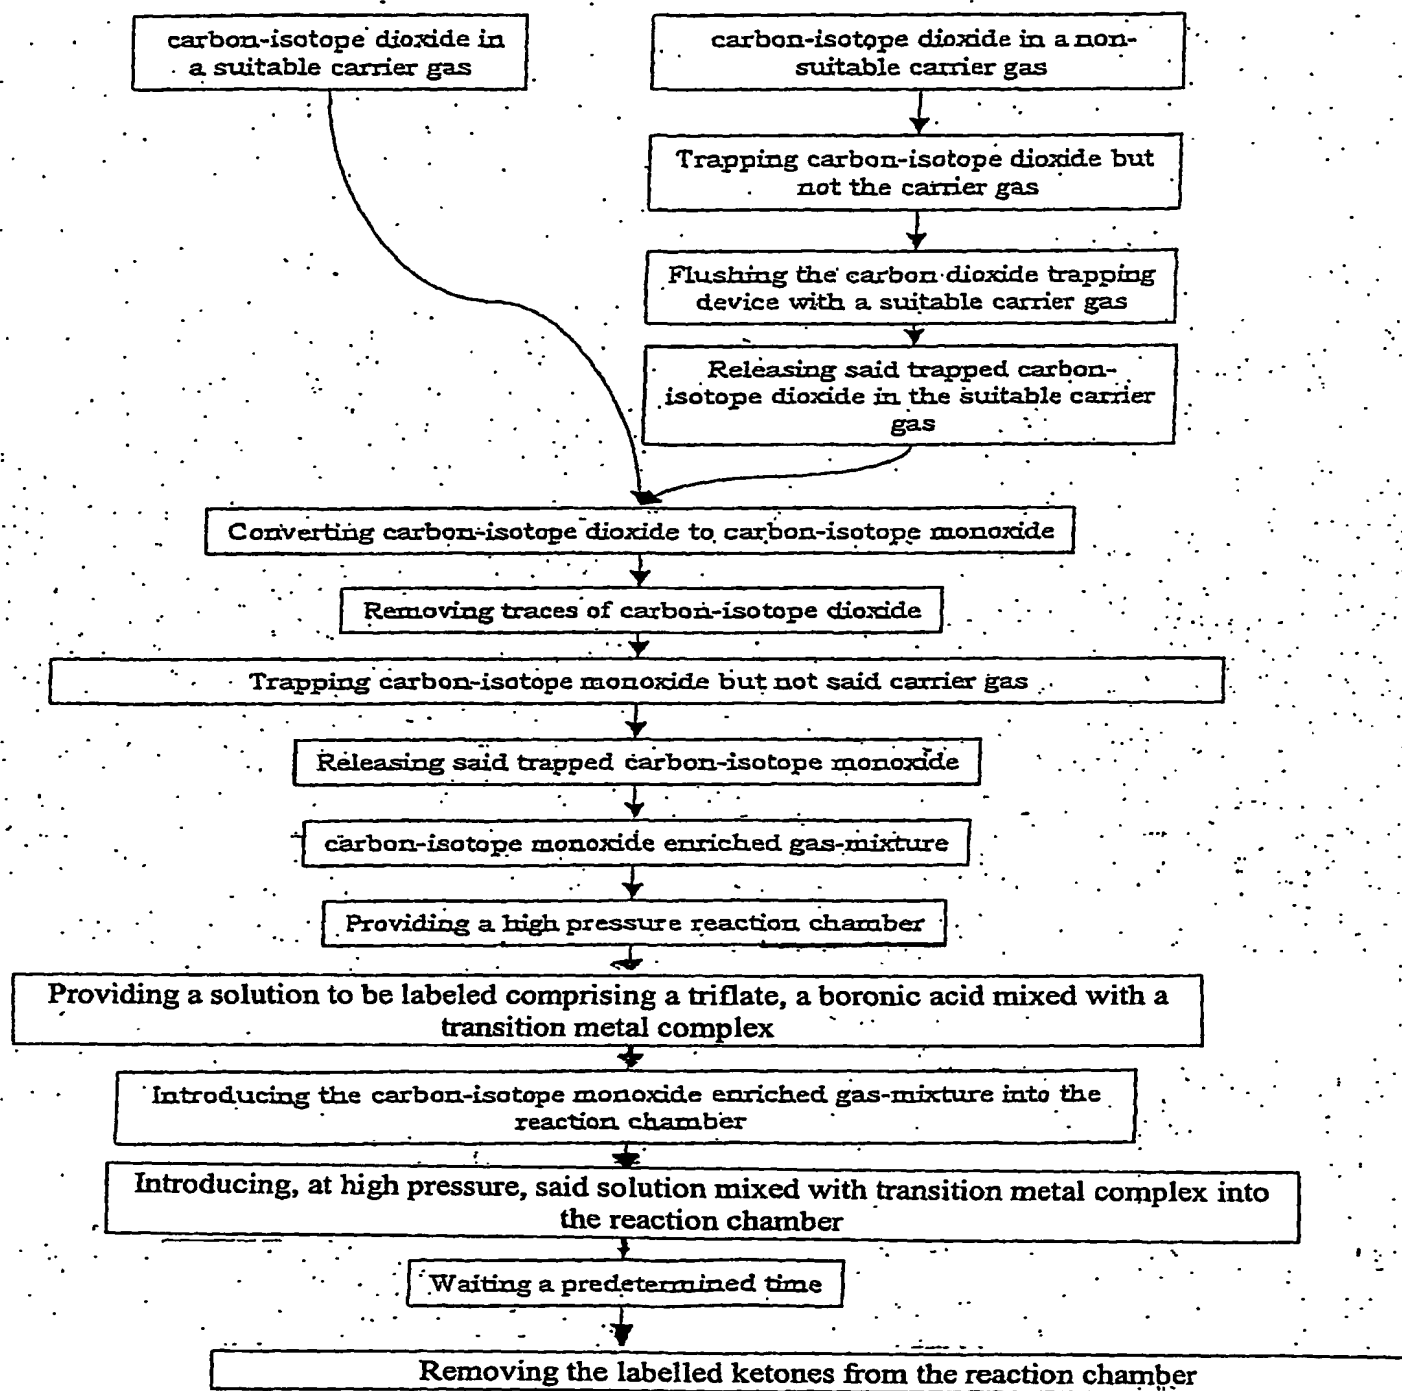 carbon-isotope dioxide in
a suitable carrier gas
carbon-isotope dioxide in a non-
suitable carrier gas
Trapping carbon-isotope dioxide but
not the carrier gas
Flushing the carbon dioxide trapping
device with a suitable carrier gas
Releasing said trapped carbon-
isotope dioxide in the suitable carrier
gas
Converting carbon-isotope dioxide to carbon-isotope monoxide
Removing traces of carbon-isotope dioxide
Trapping carbon-isotope monoxide but not said carrier gas
Releasing said trapped carbon-isotope monoxide
carbon-isotope monoxide enriched gas-mixture
Providing a high pressure reaction chamber
Providing a solution to be labeled comprising a triflate, a boronic acid mixed with a
transition metal complex
Introducing the carbon-isotope monoxide enriched gas-mixture into the
reaction chamber
Introducing, at high pressure, said solution mixed with transition metal complex into
the reaction chamber
Waiting a predetermined time
Removing the labelled ketones from the reaction chamber